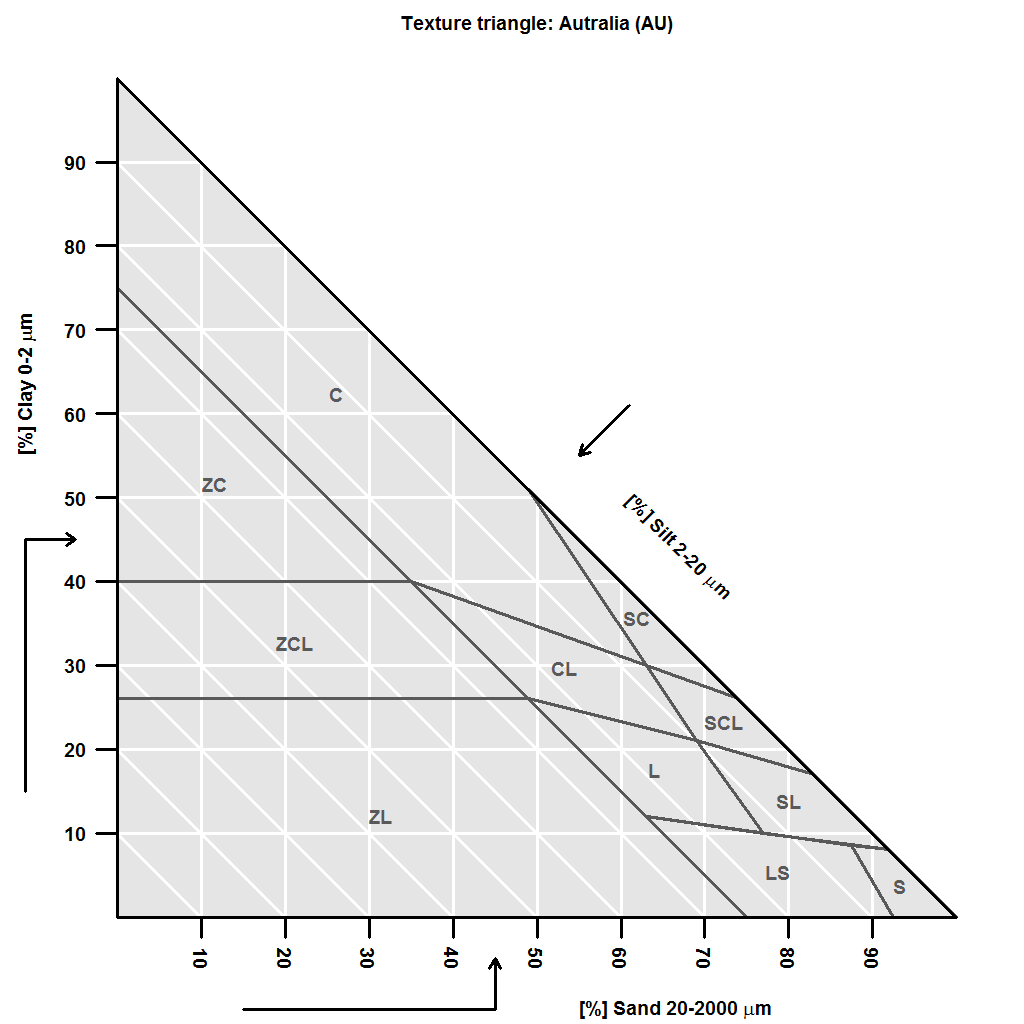 Texture triangle: Autralia (AU)
90
80
70
60
50
40
30
20
10
[%] Clay 0-2 µm
C
ZC
ZCL
ZL
SC
CL
SCL
L
SL
LS
S
[%] Silt 2-20 µm
10
20
30
40
50
60
70
80
90
[%] Sand 20-2000 µm